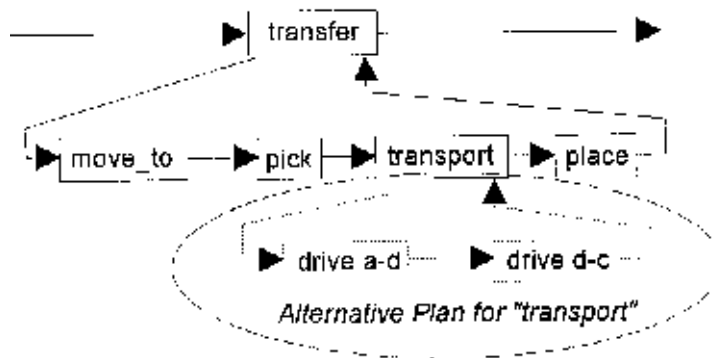 transfer
move_to pick transport place
drive a-d drive d-c
Alternative Plan for "transport"